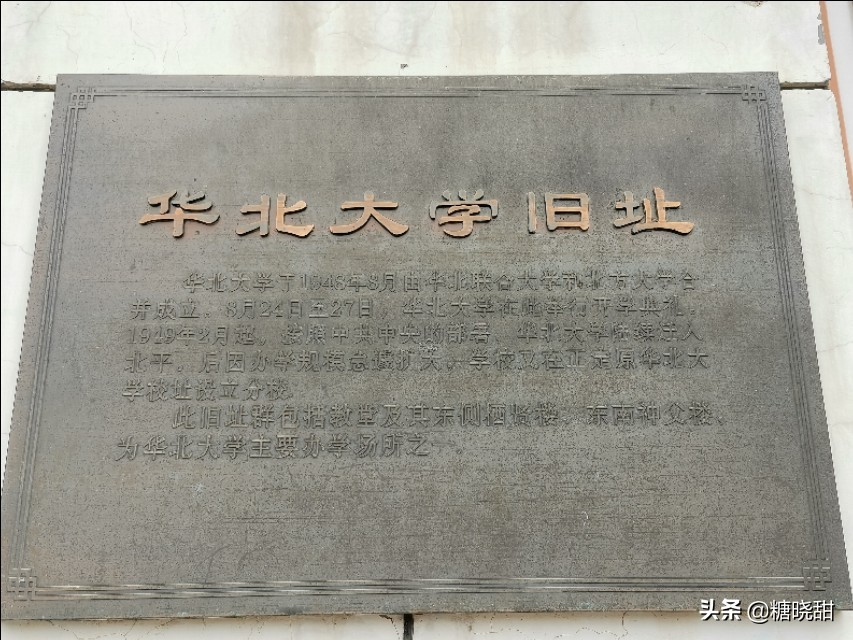 华北大学旧址
华北大学于1948年8月由华北联合大学和北方大学合
并成立。8月24日至27日，华北大学在此举行开学典礼。
1949年2月起，按照中共中央的部署，华北大学陆续迁入
北平，后因办学规模急遽扩大，学校又在正定原华北大
学校址设立分校。
此旧址群包括教堂及其东侧栖贤楼、东南神父楼，
为华北大学主要办学场所之一。
头条 @糖晓甜